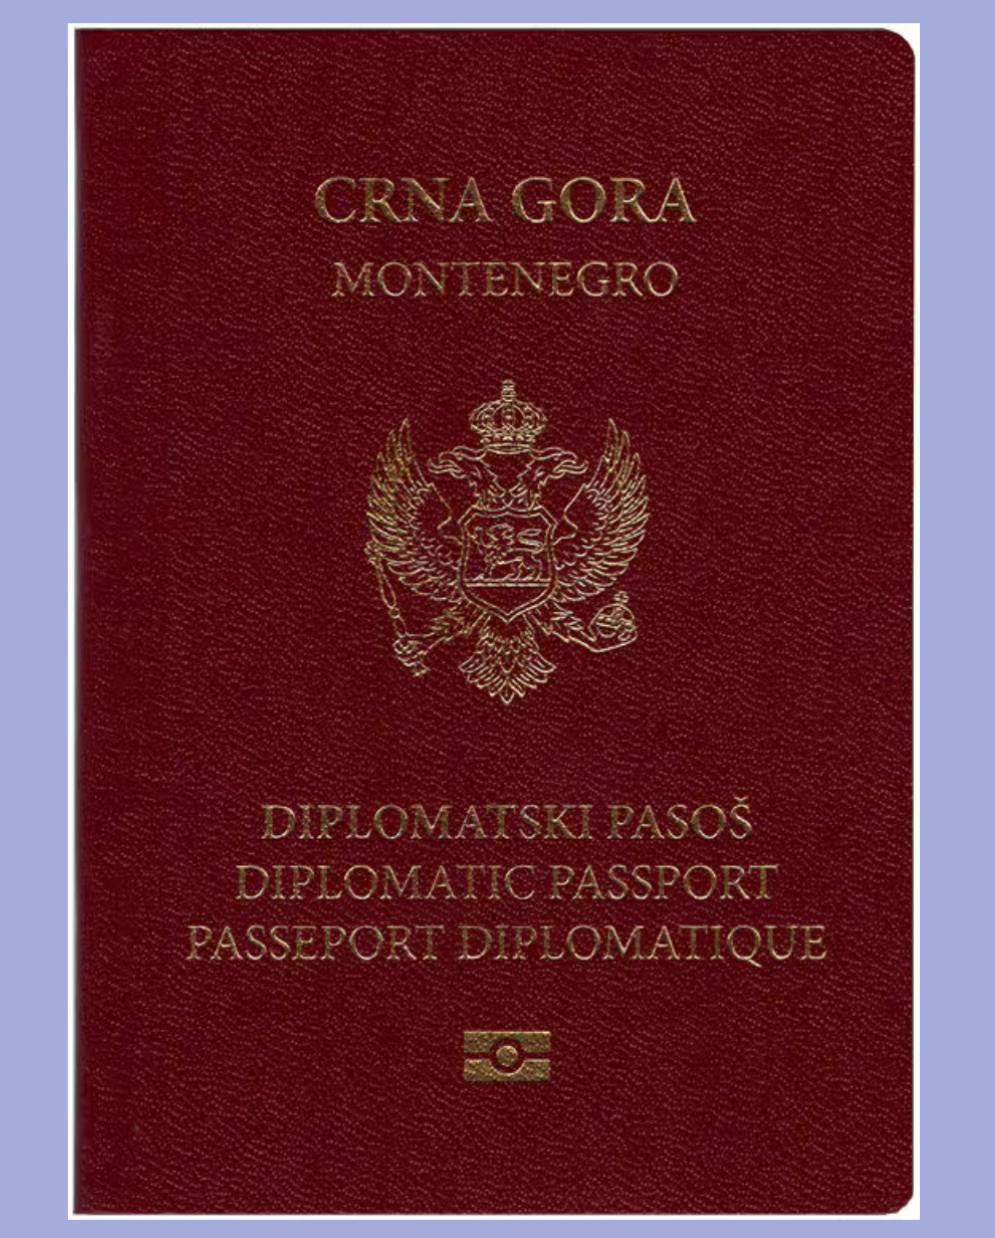 CRNA GORA
MONTENEGRO
DIPLOMATSKI PASOŠ
DIPLOMATIC PASSPORT
PASSEPORT DIPLOMATIQUE